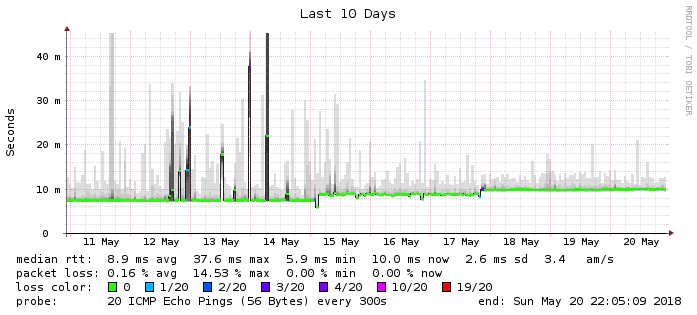 Last 10 Days
RRDTOOL / TOBI OETIKER
Seconds
40 m
30 m
20 m
10 m
0
11 May 12 May 13 May 14 May 15 May 16 May 17 May 18 May 19 May 20 May
median rtt: 8.9 ms avg 37.6 ms max 5.9 ms min 10.0 ms now 2.6 ms sd 3.4 am/s
packet loss: 0.16 % avg 14.53 % max 0.00 % min 0.00 % now
loss color: 0 1/20 2/20 3/20 4/20 10/20 19/20
probe: 20 ICMP Echo Pings (56 Bytes) every 300s end: Sun May 20 22:05:09 2018